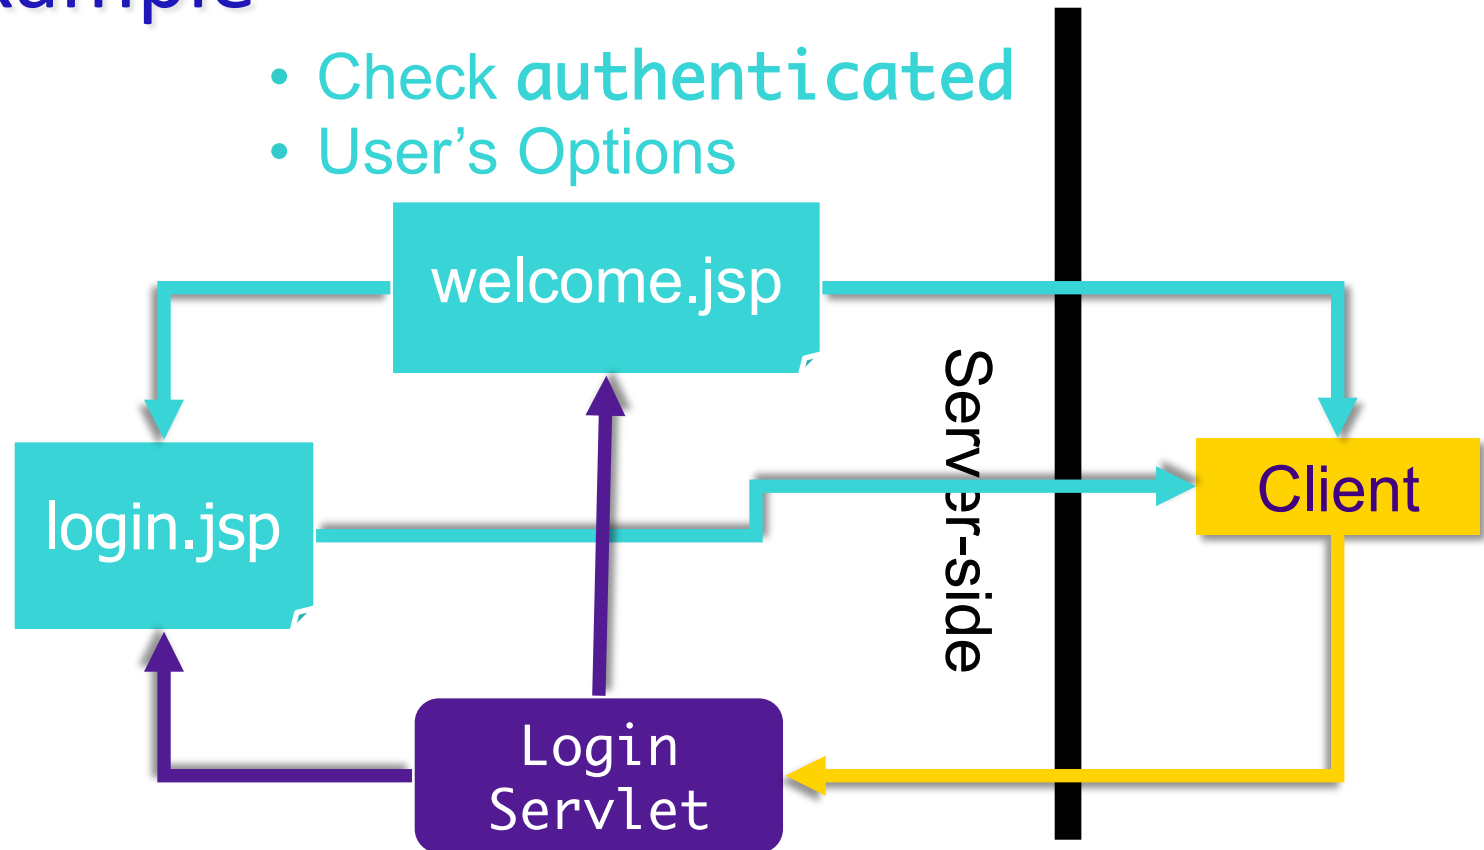 • Check authenticated
• User’s Options
welcome.jsp
Server-side
login.jsp
Client
Login
Servlet